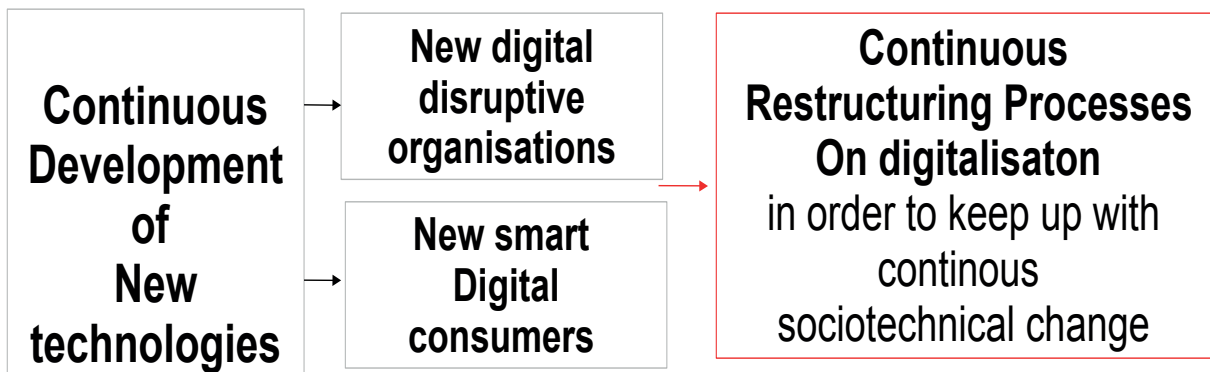 Continuous
Development
of
New
technologies
New digital
disruptive
organisations
New smart
Digital
consumers
Continuous
Restructuring Processes
On digitalisaton
in order to keep up with
continous
sociotechnical change